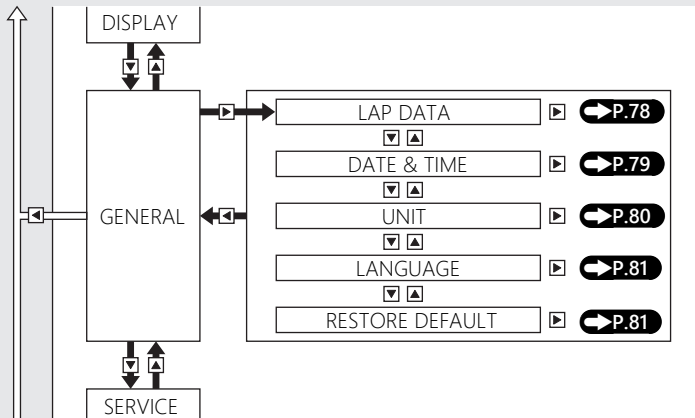 DISPLAY
GENERAL
LAP DATA P.78
DATE & TIME P.79
UNIT P.80
LANGUAGE P.81
RESTORE DEFAULT P.81
SERVICE